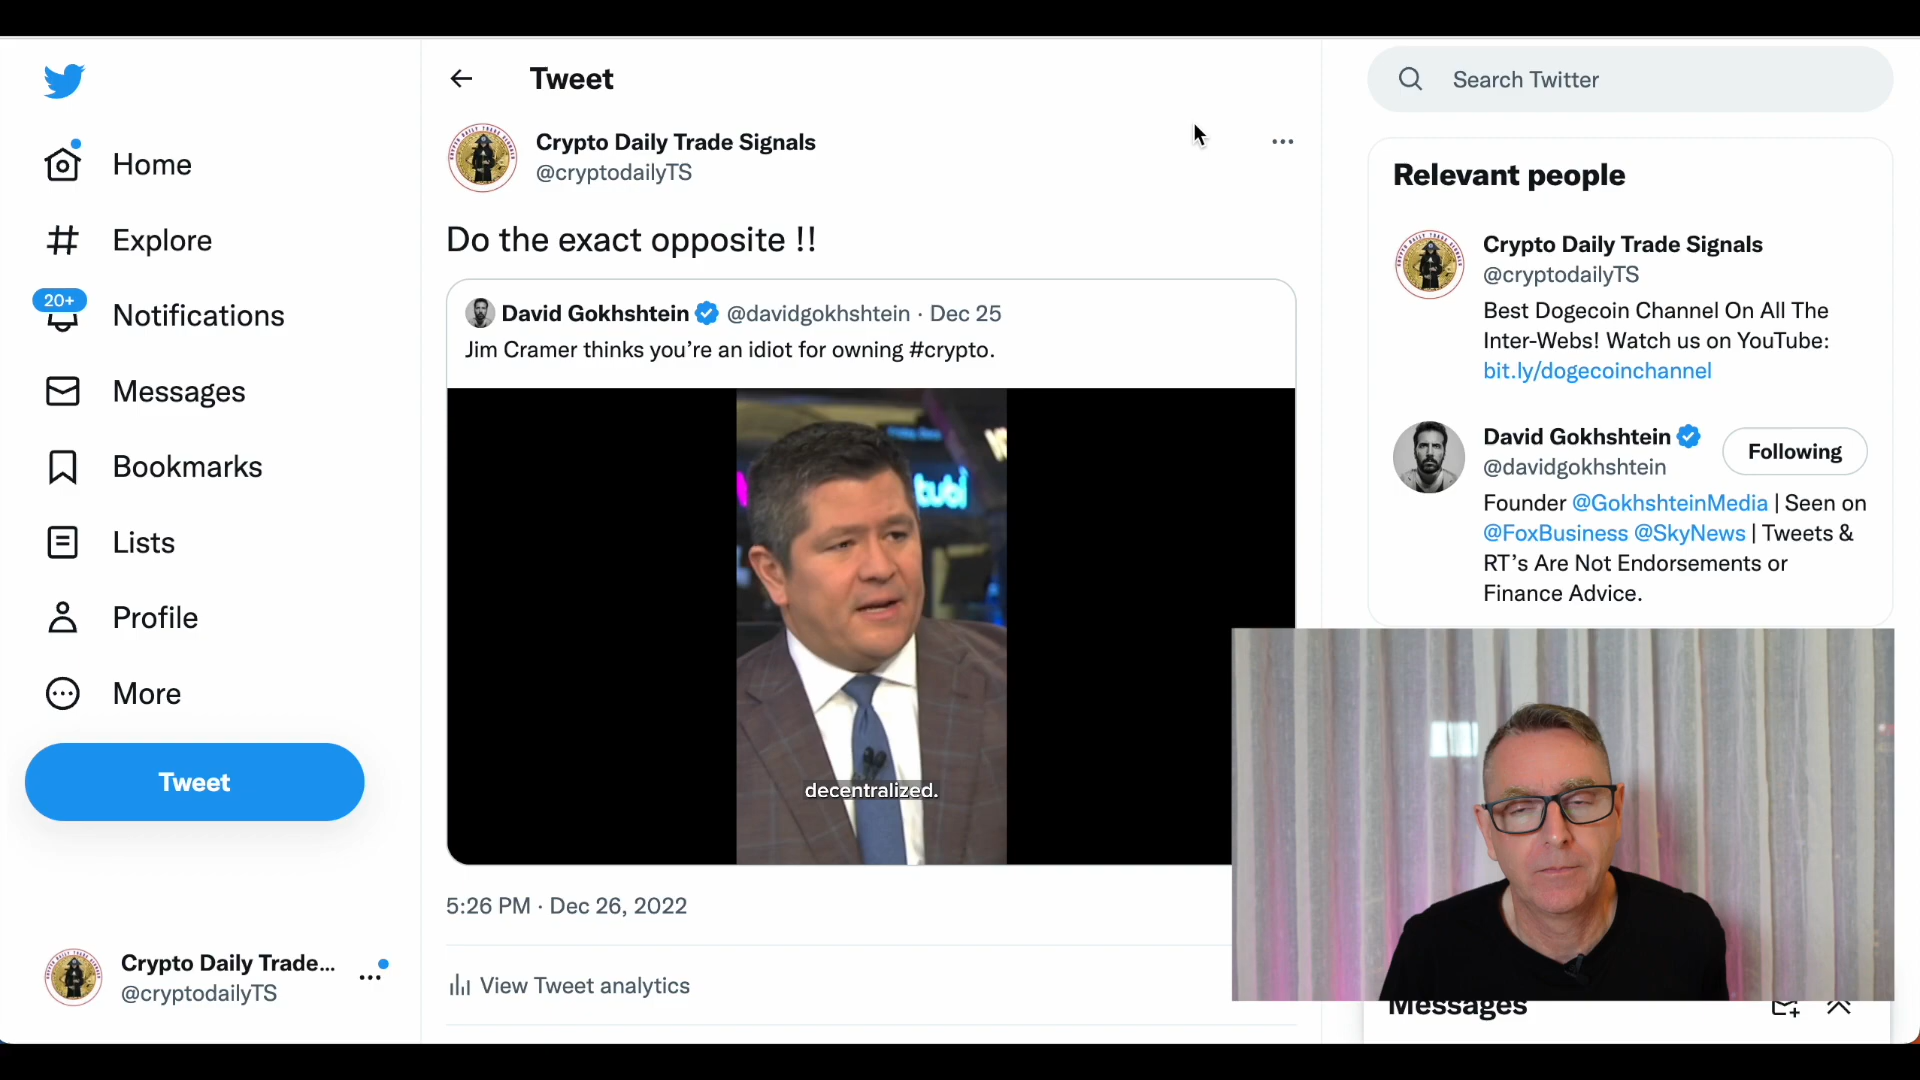 Home
Explore
20+
Notifications
Messages
Bookmarks
Lists
Profile
More
Tweet
Crypto Daily Trade...
@cryptodailyTS
Tweet
Crypto Daily Trade Signals
@cryptodailyTS
Do the exact opposite !!
David Gokhshtein @davidgokhshtein · Dec 25
Jim Cramer thinks you’re an idiot for owning #crypto.
tubi
decentralized.
5:26 PM · Dec 26, 2022
View Tweet analytics
Search Twitter
Relevant people
Crypto Daily Trade Signals
@cryptodailyTS
Best Dogecoin Channel On All The
Inter-Webs! Watch us on YouTube:
bit.ly/dogecoinchannel
David Gokhshtein
@davidgokhshtein
Following
Founder @GokhshteinMedia | Seen on
@FoxBusiness @SkyNews | Tweets &
RT’s Are Not Endorsements or
Finance Advice.
Messages